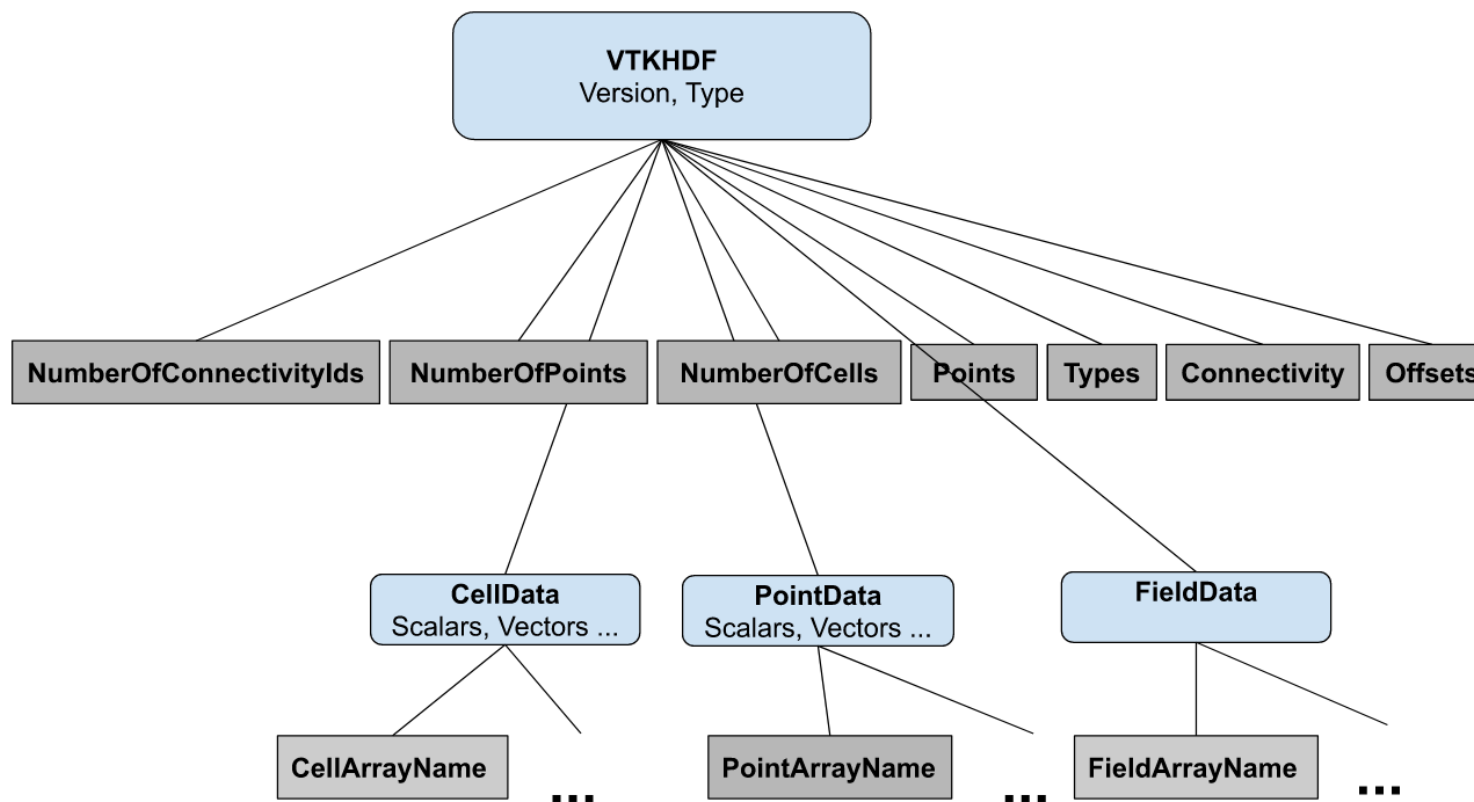 VTKHDF
Version, Type
NumberOfConnectivityIds
NumberOfPoints
NumberOfCells
Points
Types
Connectivity
Offsets
CellData
Scalars, Vectors ...
PointData
Scalars, Vectors ...
FieldData
CellArrayName
...
PointArrayName
...
FieldArrayName
...